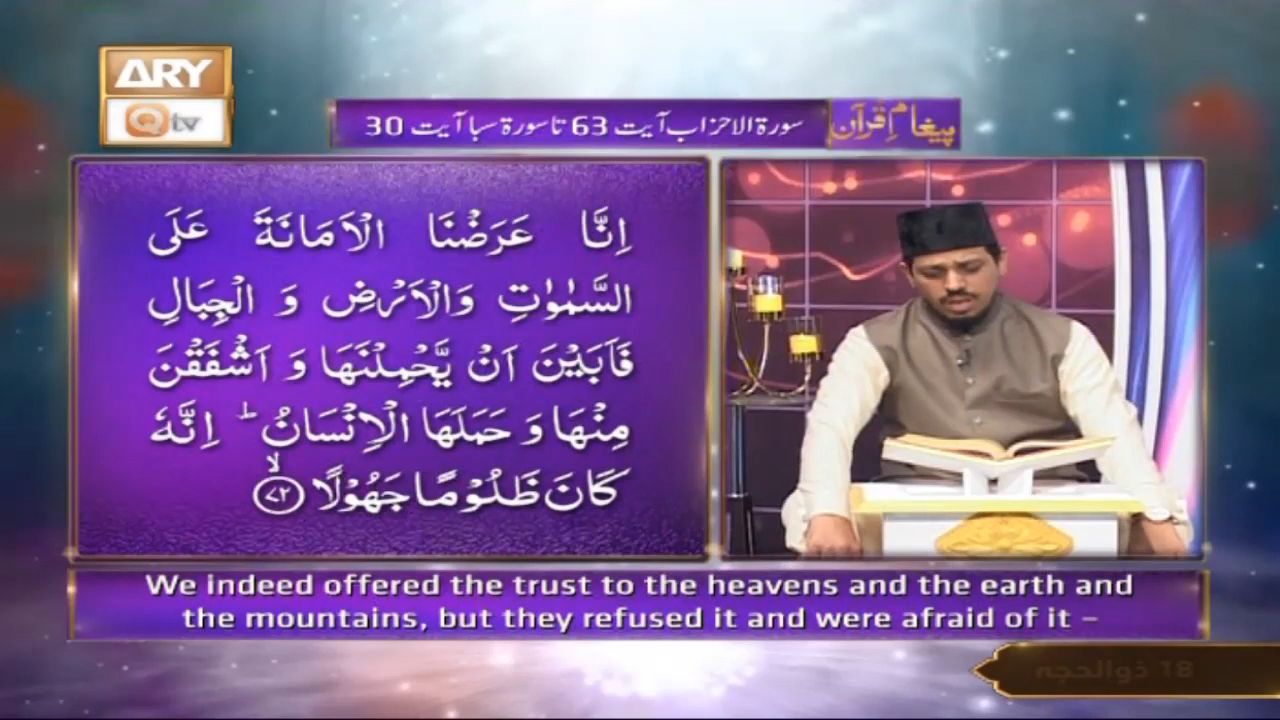 ARY
Qtv
پیغامِ قرآن
سورۃ الاحزاب آیت 63 تا سورۃ سبا آیت 30
اِنَّا عَرَضْنَا الْاَمَانَةَ عَلَی
السَّمٰوٰتِ وَالْاَرْضِ وَ الْجِبَالِ
فَاَبَيْنَ اَنْ يَّحْمِلْنَهَا وَ اَشْفَقْنَ
مِنْهَا وَ حَمَلَهَا الْاِنْسَانُ ؕ اِنَّهٗ
كَانَ ظَلُوْمًا جَهُوْلًا ۙ﴿۷۲﴾
We indeed offered the trust to the heavens and the earth and
the mountains, but they refused it and were afraid of it –
18 ذوالحجہ